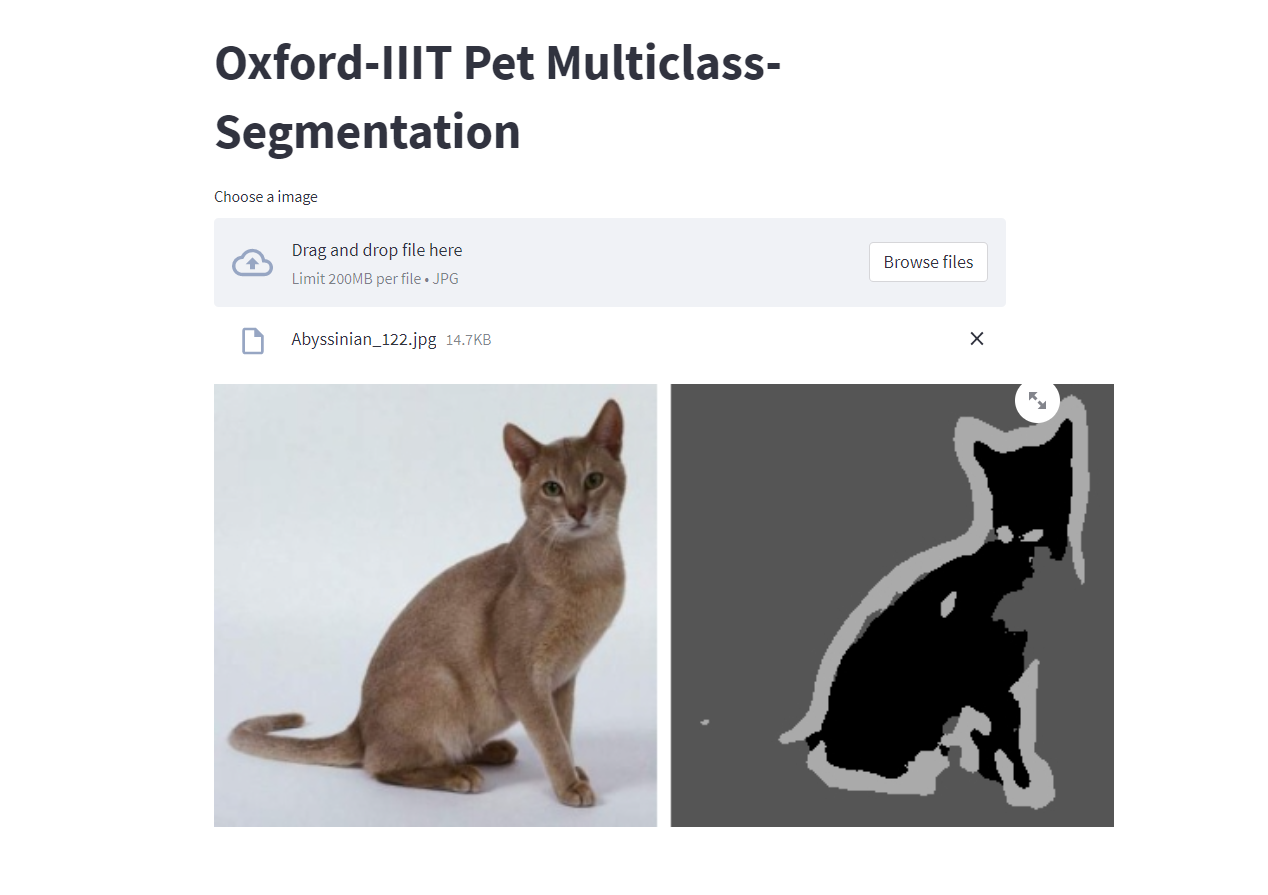 Oxford-IIIT Pet Multiclass-
Segmentation
Choose a image
Drag and drop file here
Limit 200MB per file • JPG
Browse files
Abyssinian_122.jpg 14.7KB